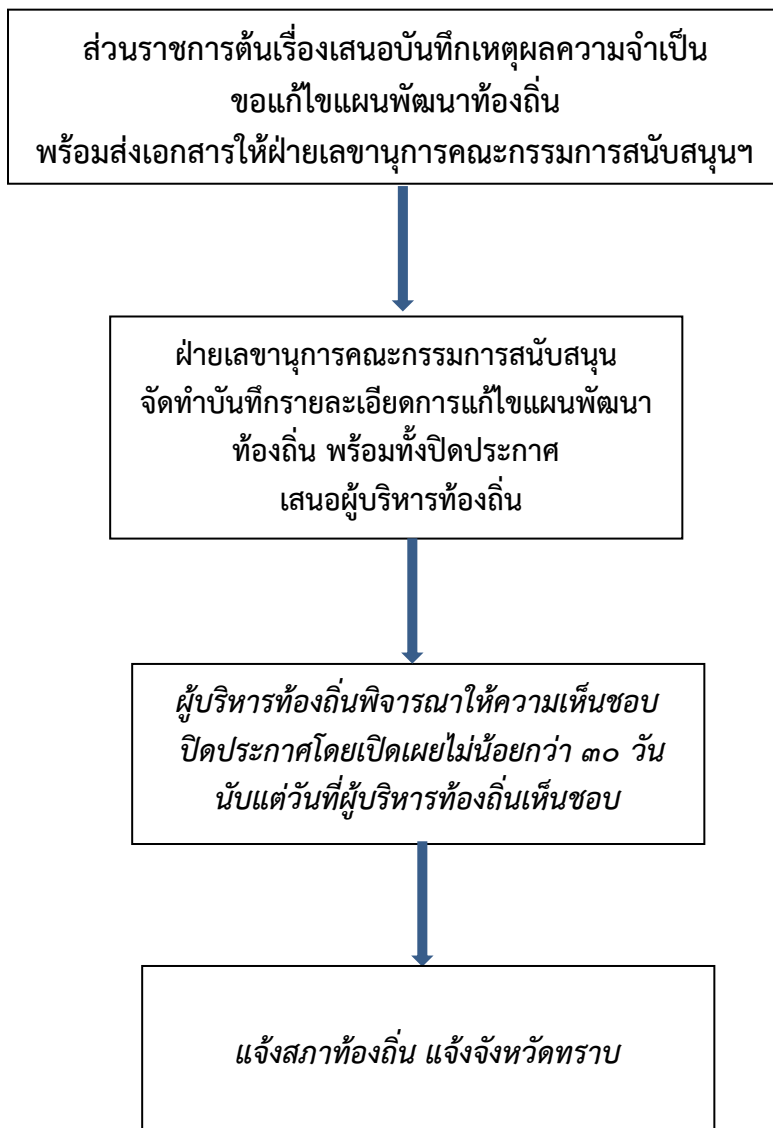 ส่วนราชการต้นเรื่องเสนอบันทึกเหตุผลความจำเป็น
ขอแก้ไขแผนพัฒนาท้องถิ่น
พร้อมส่งเอกสารให้ฝ่ายเลขานุการคณะกรรมการสนับสนุนฯ
ฝ่ายเลขานุการคณะกรรมการสนับสนุน
จัดทำบันทึกรายละเอียดการแก้ไขแผนพัฒนา
ท้องถิ่น พร้อมทั้งปิดประกาศ
เสนอผู้บริหารท้องถิ่น
ผู้บริหารท้องถิ่นพิจารณาให้ความเห็นชอบ
ปิดประกาศโดยเปิดเผยไม่น้อยกว่า ๓๐ วัน
นับแต่วันที่ผู้บริหารท้องถิ่นเห็นชอบ
แจ้งสภาท้องถิ่น แจ้งจังหวัดทราบ